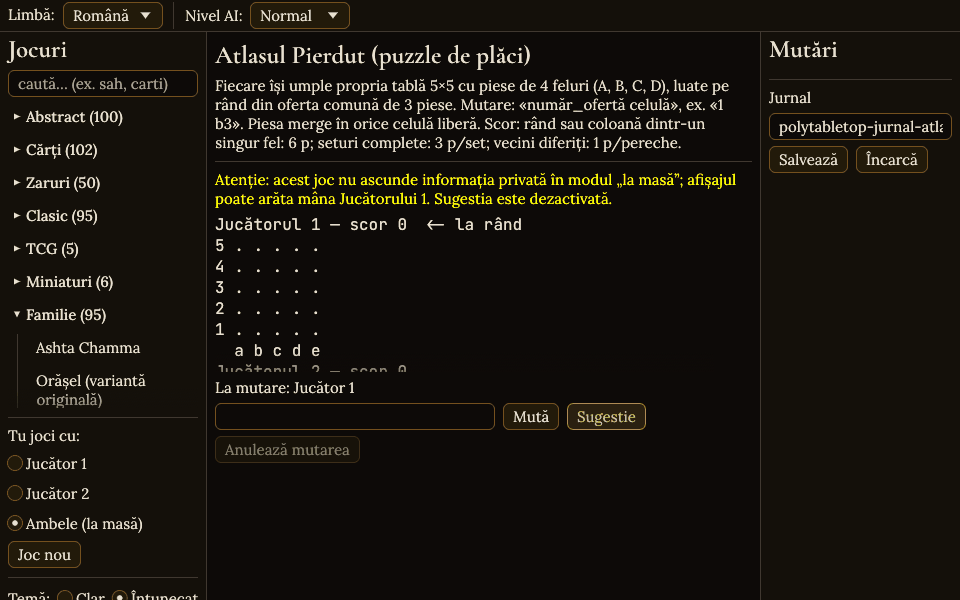 Limbă: Română ▼ Nivel AI: Normal ▼
Jocuri
caută... (ex. sah, carti)
▸ Abstract (100)
▸ Cărți (102)
▸ Zaruri (50)
▸ Clasic (95)
▸ TCG (5)
▸ Miniaturi (6)
▾ Familie (95)
Ashta Chamma
Orășel (variantă
originală)
Tu joci cu:
Jucător 1
Jucător 2
Ambele (la masă)
Joc nou
Temă: Clar Întunecat
Atlasul Pierdut (puzzle de plăci)
Fiecare își umple propria tablă 5×5 cu piese de 4 feluri (A, B, C, D), luate pe
rând din oferta comună de 3 piese. Mutare: «număr_ofertă celulă», ex. «1
b3». Piesa merge în orice celulă liberă. Scor: rând sau coloană dintr-un
singur fel: 6 p; seturi complete: 3 p/set; vecini diferiți: 1 p/pereche.
Atenție: acest joc nu ascunde informația privată în modul „la masă”; afișajul
poate arăta mâna Jucătorului 1. Sugestia este dezactivată.
Jucătorul 1 — scor 0 ← la rând
5 . . . . .
4 . . . . .
3 . . . . .
2 . . . . .
1 . . . . .
a b c d e
Jucătorul 2 — scor 0
La mutare: Jucător 1
Mută Sugestie
Anulează mutarea
Mutări
Jurnal
polytabletop-jurnal-atla
Salvează Încarcă